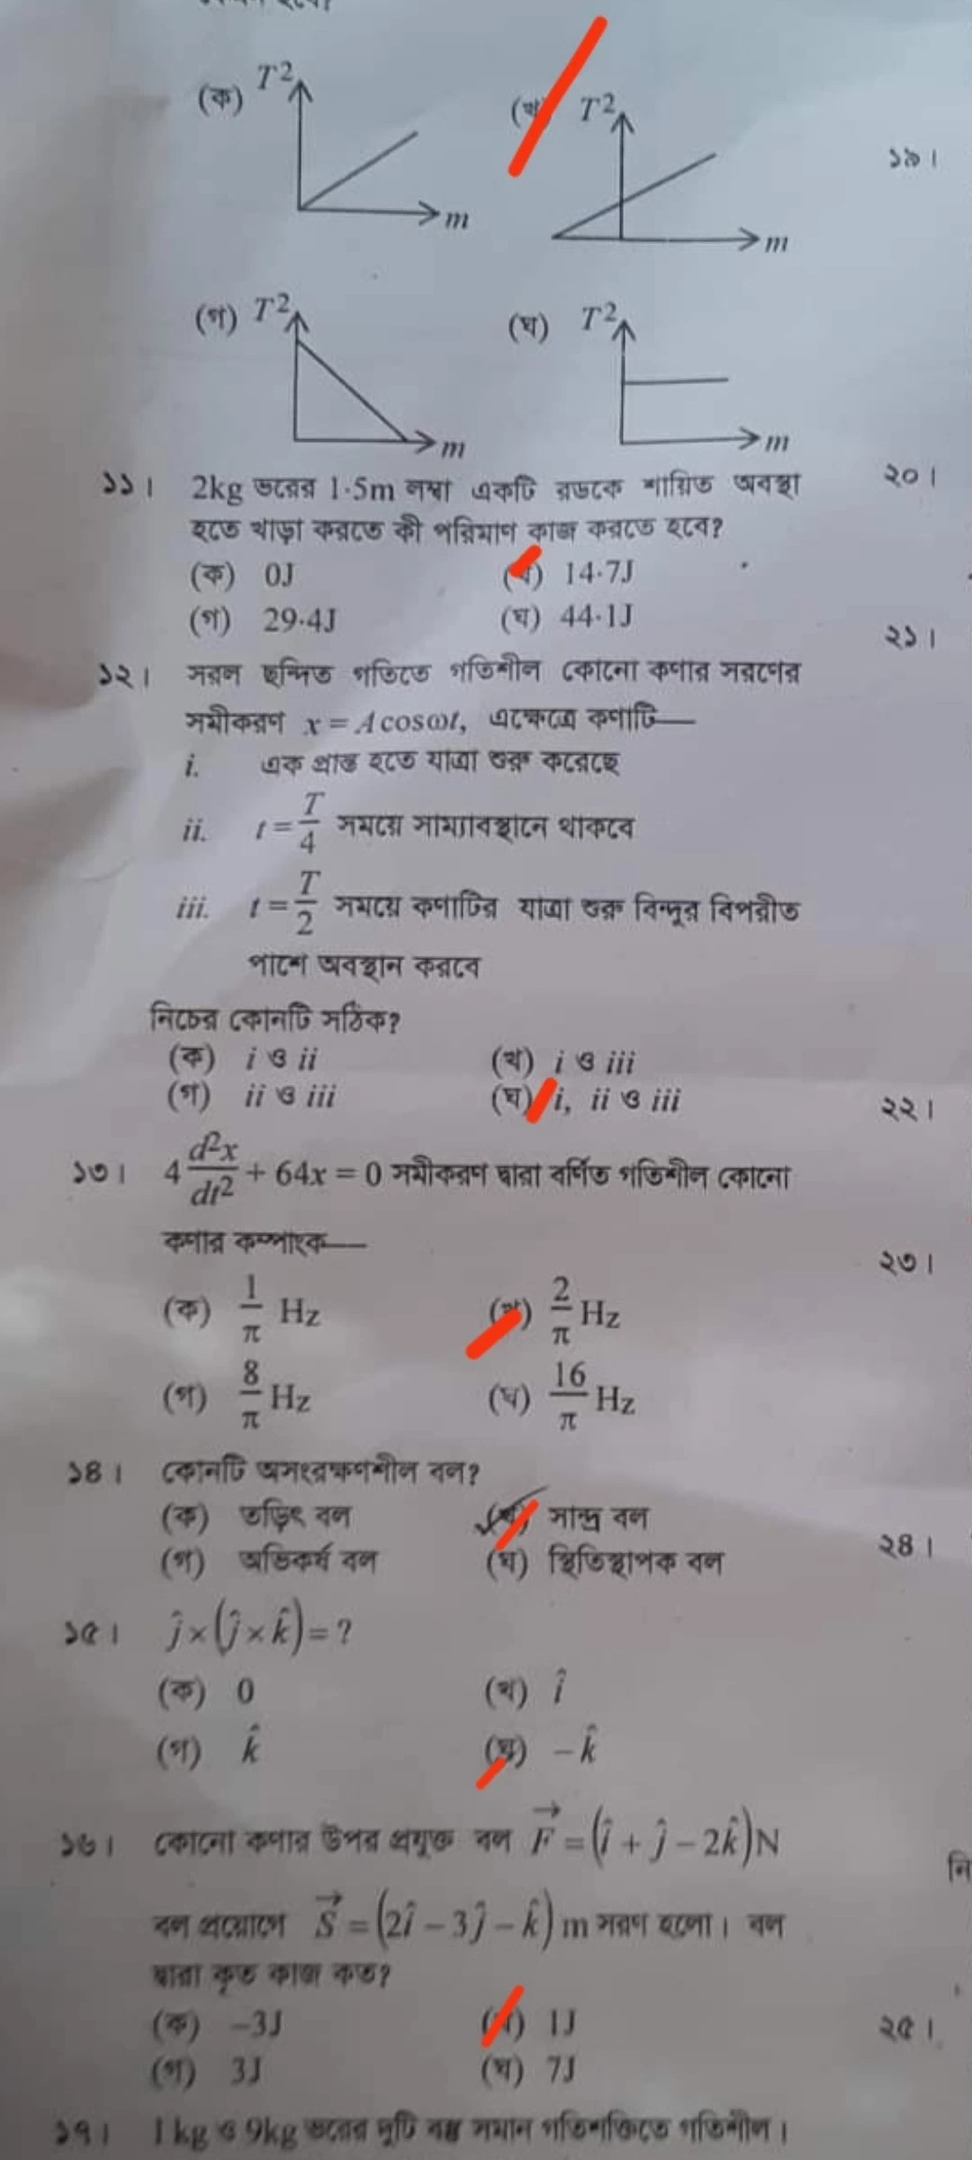 (ক) T² m (খ) T² m
১৯।
(গ) T² m (ঘ) T² m
১১। 2kg ভরের 1·5m লম্বা একটি রডকে শায়িত অবস্থা
২০।
হতে খাড়া করতে কী পরিমাণ কাজ করতে হবে?
(ক) 0J (খ) 14·7J
(গ) 29·4J (ঘ) 44·1J
২১।
১২। সরল ছন্দিত গতিতে গতিশীল কোনো কণার সরণের
সমীকরণ x = A cosωt, এক্ষেত্রে কণাটি—
i. এক প্রান্ত হতে যাত্রা শুরু করেছে
ii. t = T/4 সময়ে সাম্যাবস্থানে থাকবে
iii. t = T/2 সময়ে কণাটির যাত্রা শুরু বিন্দুর বিপরীত
পাশে অবস্থান করবে
নিচের কোনটি সঠিক?
(ক) i ও ii (খ) i ও iii
(গ) ii ও iii (ঘ) i, ii ও iii
২২।
১৩। 4 d²x/dt² + 64x = 0 সমীকরণ দ্বারা বর্ণিত গতিশীল কোনো
কণার কম্পাংক—
২৩।
(ক) 1/π Hz (খ) 2/π Hz
(গ) 8/π Hz (ঘ) 16/π Hz
১৪। কোনটি অসংরক্ষণশীল বল?
(ক) তড়িৎ বল (খ) সান্দ্র বল
(গ) অভিকর্ষ বল (ঘ) স্থিতিস্থাপক বল
২৪।
১৫। ĵ × (ĵ × k̂) = ?
(ক) 0 (খ) î
(গ) k̂ (ঘ) −k̂
১৬। কোনো কণার উপর প্রযুক্ত বল F⃗ = (î + ĵ − 2k̂)N
নি
বল প্রয়োগে S⃗ = (2î − 3ĵ − k̂) m সরণ হলো। বল
দ্বারা কৃত কাজ কত?
(ক) −3J (খ) 1J
২৫।
(গ) 3J (ঘ) 7J
১৭। 1 kg ও 9kg ভরের দুটি বস্তু সমান গতিশক্তিতে গতিশীল।